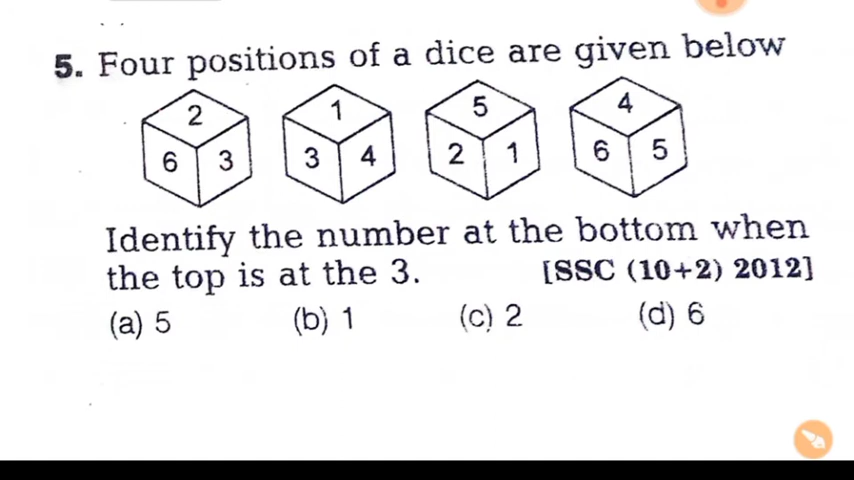 5. Four positions of a dice are given below
2 1 5 4
6 3 3 4 2 1 6 5
Identify the number at the bottom when
the top is at the 3. [SSC (10+2) 2012]
(a) 5 (b) 1 (c) 2 (d) 6